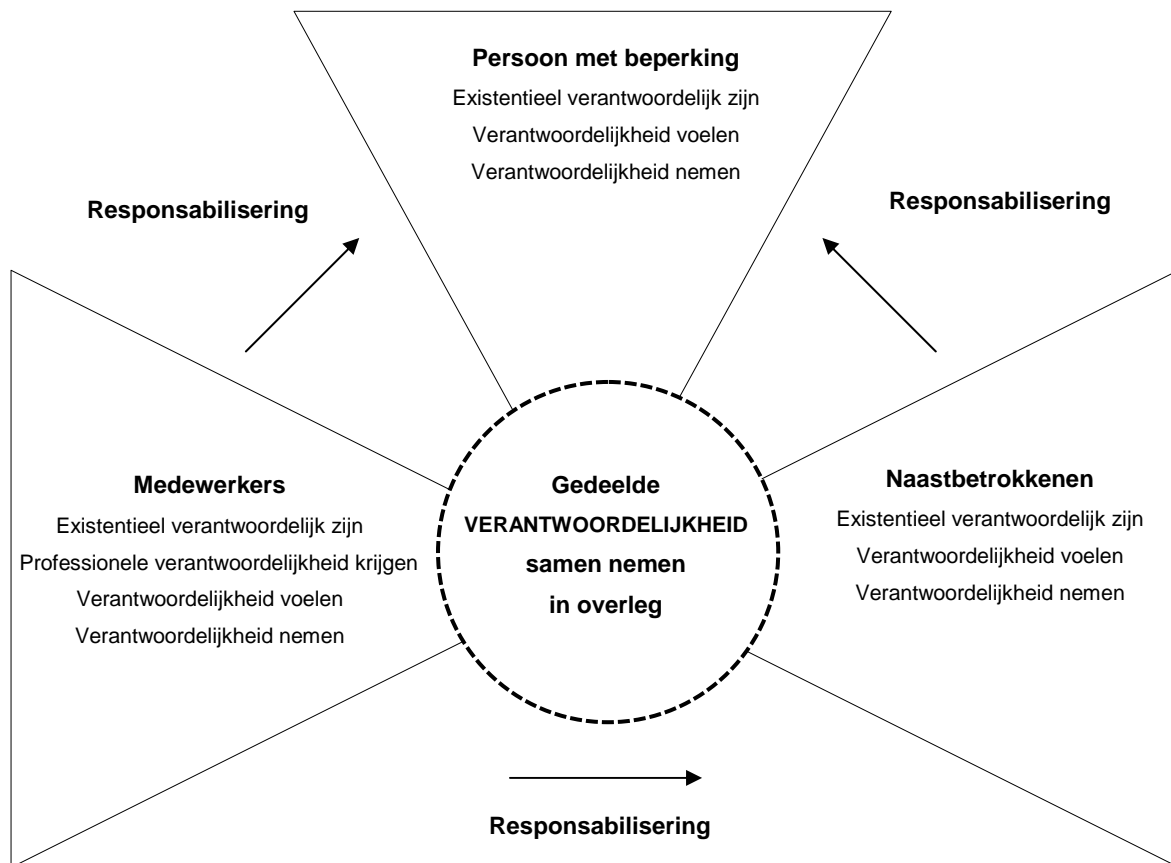 Persoon met beperking
Existentieel verantwoordelijk zijn
Verantwoordelijkheid voelen
Verantwoordelijkheid nemen
Responsabilisering
Responsabilisering
Medewerkers
Existentieel verantwoordelijk zijn
Professionele verantwoordelijkheid krijgen
Verantwoordelijkheid voelen
Verantwoordelijkheid nemen
Gedeelde
VERANTWOORDELIJKHEID
samen nemen
in overleg
Naastbetrokkenen
Existentieel verantwoordelijk zijn
Verantwoordelijkheid voelen
Verantwoordelijkheid nemen
Responsabilisering